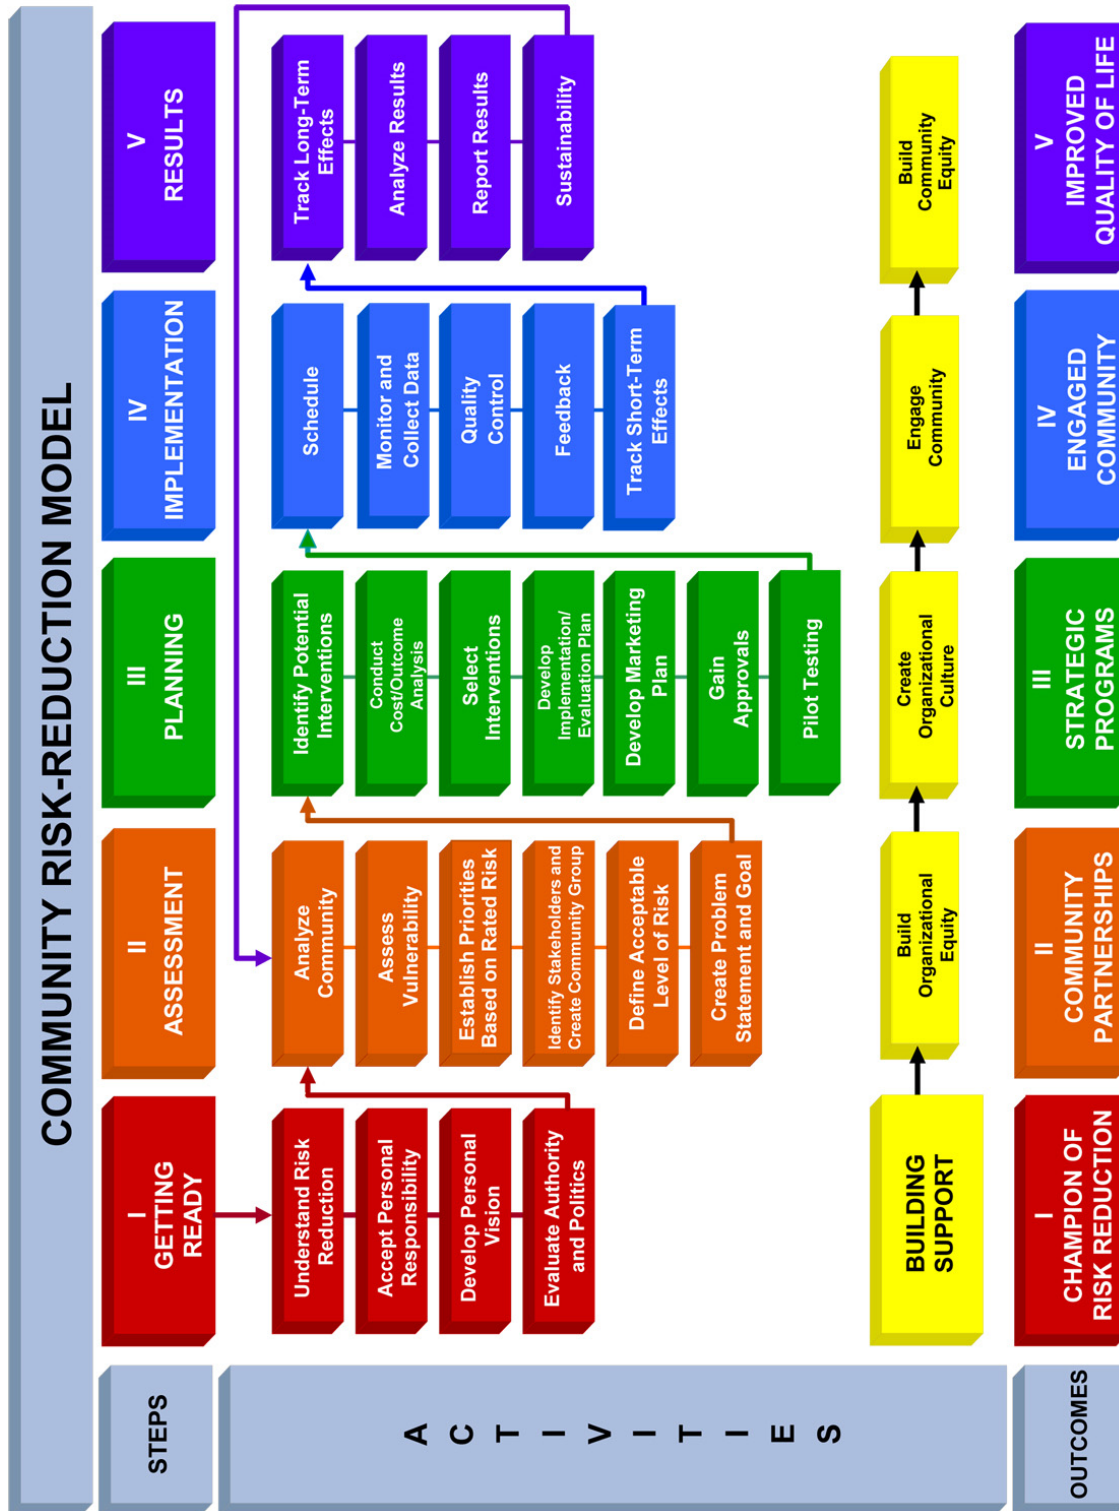 COMMUNITY RISK-REDUCTION MODEL
STEPS
I
GETTING
READY
II
ASSESSMENT
III
PLANNING
IV
IMPLEMENTATION
V
RESULTS
ACTIVITIES
Understand Risk
Reduction
Accept Personal
Responsibility
Develop Personal
Vision
Evaluate Authority
and Politics
Analyze
Community
Assess
Vulnerability
Establish Priorities
Based on Rated Risk
Identify Stakeholders and
Create Community Group
Define Acceptable
Level of Risk
Create Problem
Statement and Goal
Identify Potential
Interventions
Conduct
Cost/Outcome
Analysis
Select
Interventions
Develop
Implementation/
Evaluation Plan
Develop Marketing
Plan
Gain
Approvals
Pilot Testing
Schedule
Monitor and
Collect Data
Quality
Control
Feedback
Track Short-Term
Effects
Track Long-Term
Effects
Analyze Results
Report Results
Sustainability
BUILDING
SUPPORT
Build
Organizational
Equity
Create
Organizational
Culture
Engage
Community
Build
Community
Equity
OUTCOMES
I
CHAMPION OF
RISK REDUCTION
II
COMMUNITY
PARTNERSHIPS
III
STRATEGIC
PROGRAMS
IV
ENGAGED
COMMUNITY
V
IMPROVED
QUALITY OF LIFE